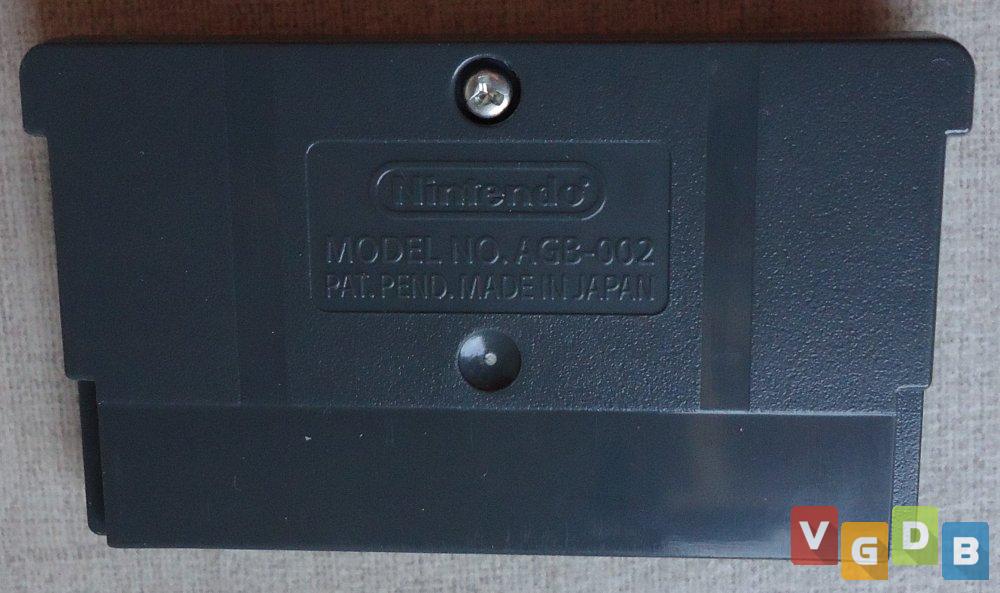 Nintendo®
MODEL NO. AGB-002
PAT. PEND. MADE IN JAPAN
VGDB